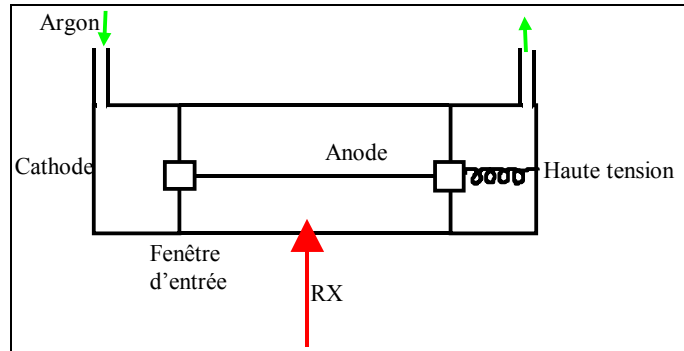 Argon
Cathode
Anode
Haute tension
Fenêtre
d'entrée
RX